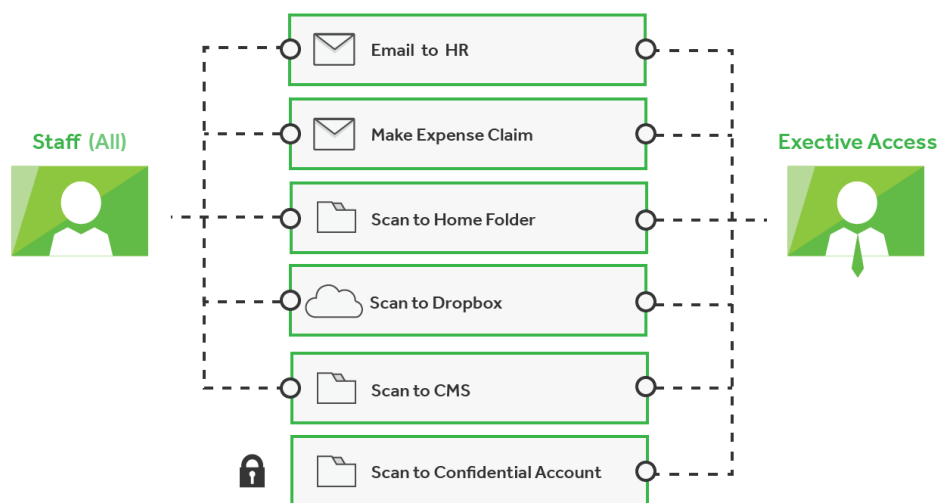 Email to HR
Make Expense Claim
Staff (All)
Exective Access
Scan to Home Folder
Scan to Dropbox
Scan to CMS
Scan to Confidential Account